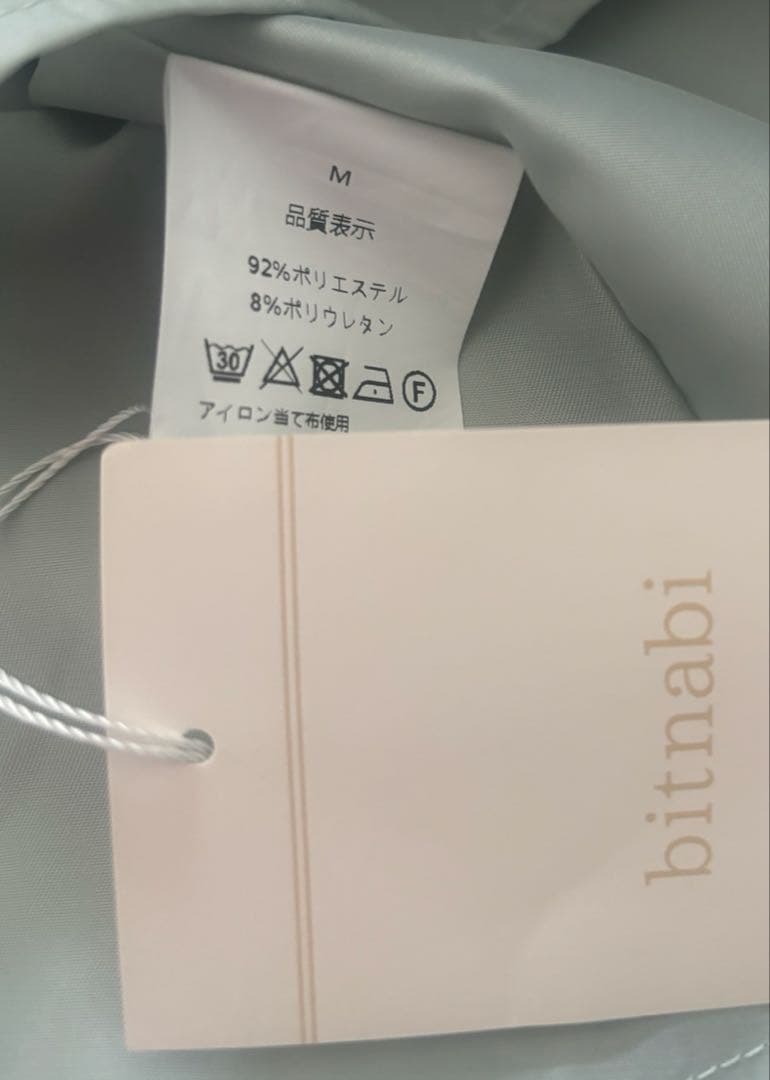 M
品質表示
92%ポリエステル
8%ポリウレタン
30 F
アイロン当て布使用
bitnabi